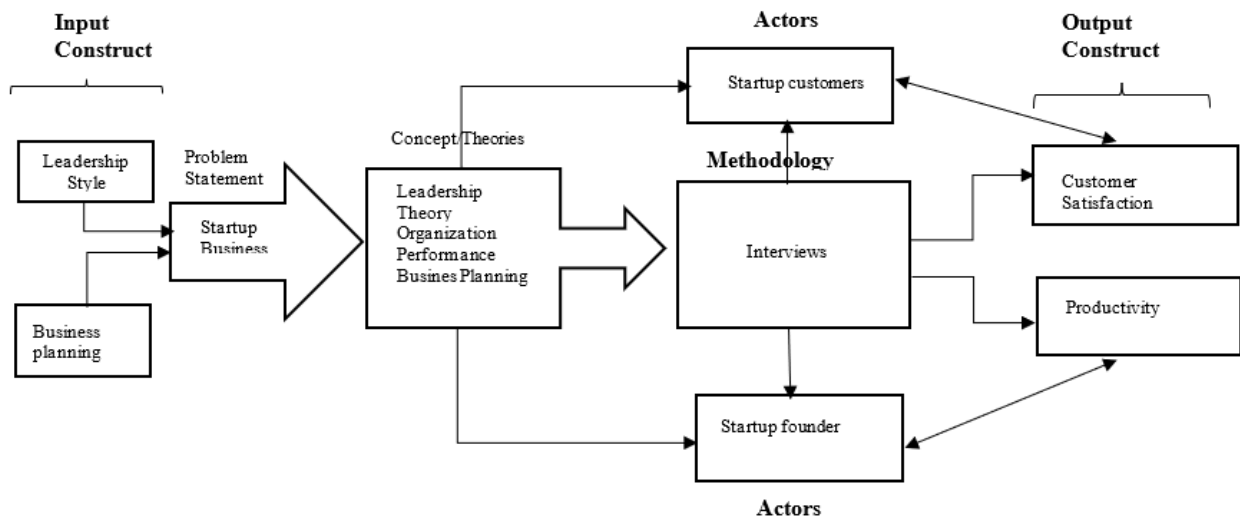 Input
Construct
Actors
Output
Construct
Startup customers
Concept/Theories
Leadership
Style
Problem
Statement
Methodology
Customer
Satisfaction
Startup
Business
Leadership
Theory
Organization
Performance
Busines Planning
Interviews
Business
planning
Productivity
Startup founder
Actors